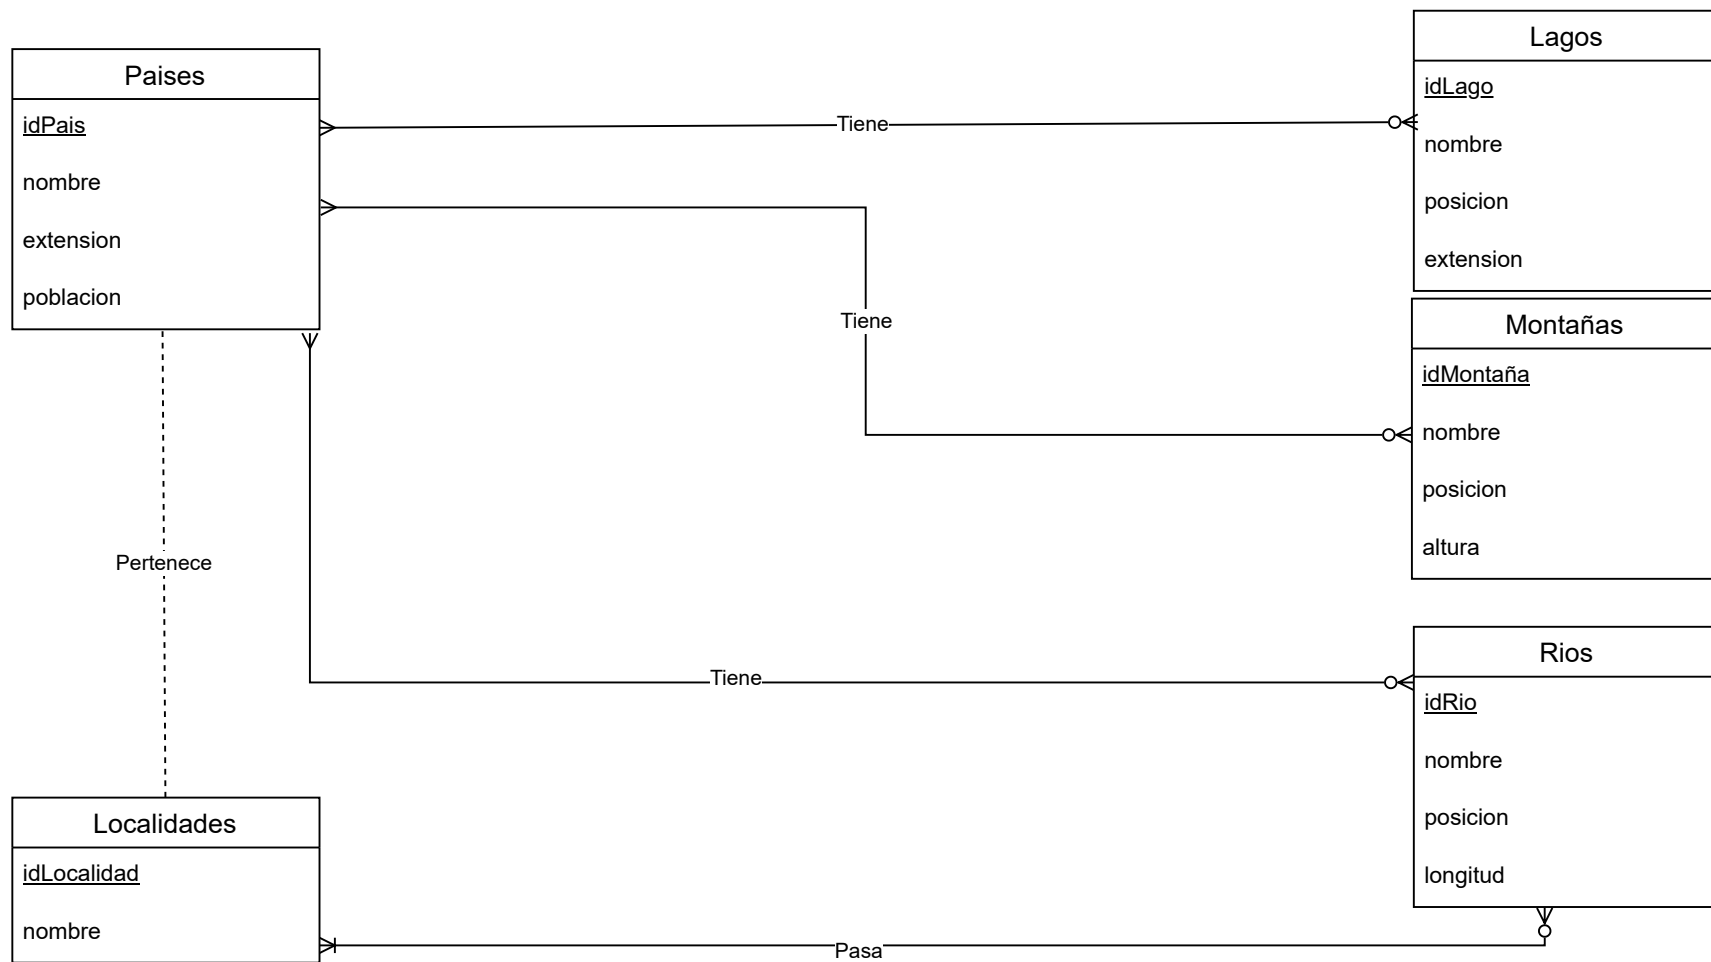 Paises
idPais
nombre
extension
poblacion
Tiene
Lagos
idLago
nombre
posicion
extension
Tiene
Montañas
idMontaña
nombre
posicion
altura
Pertenece
Tiene
Rios
idRio
nombre
posicion
longitud
Localidades
idLocalidad
nombre
Pasa